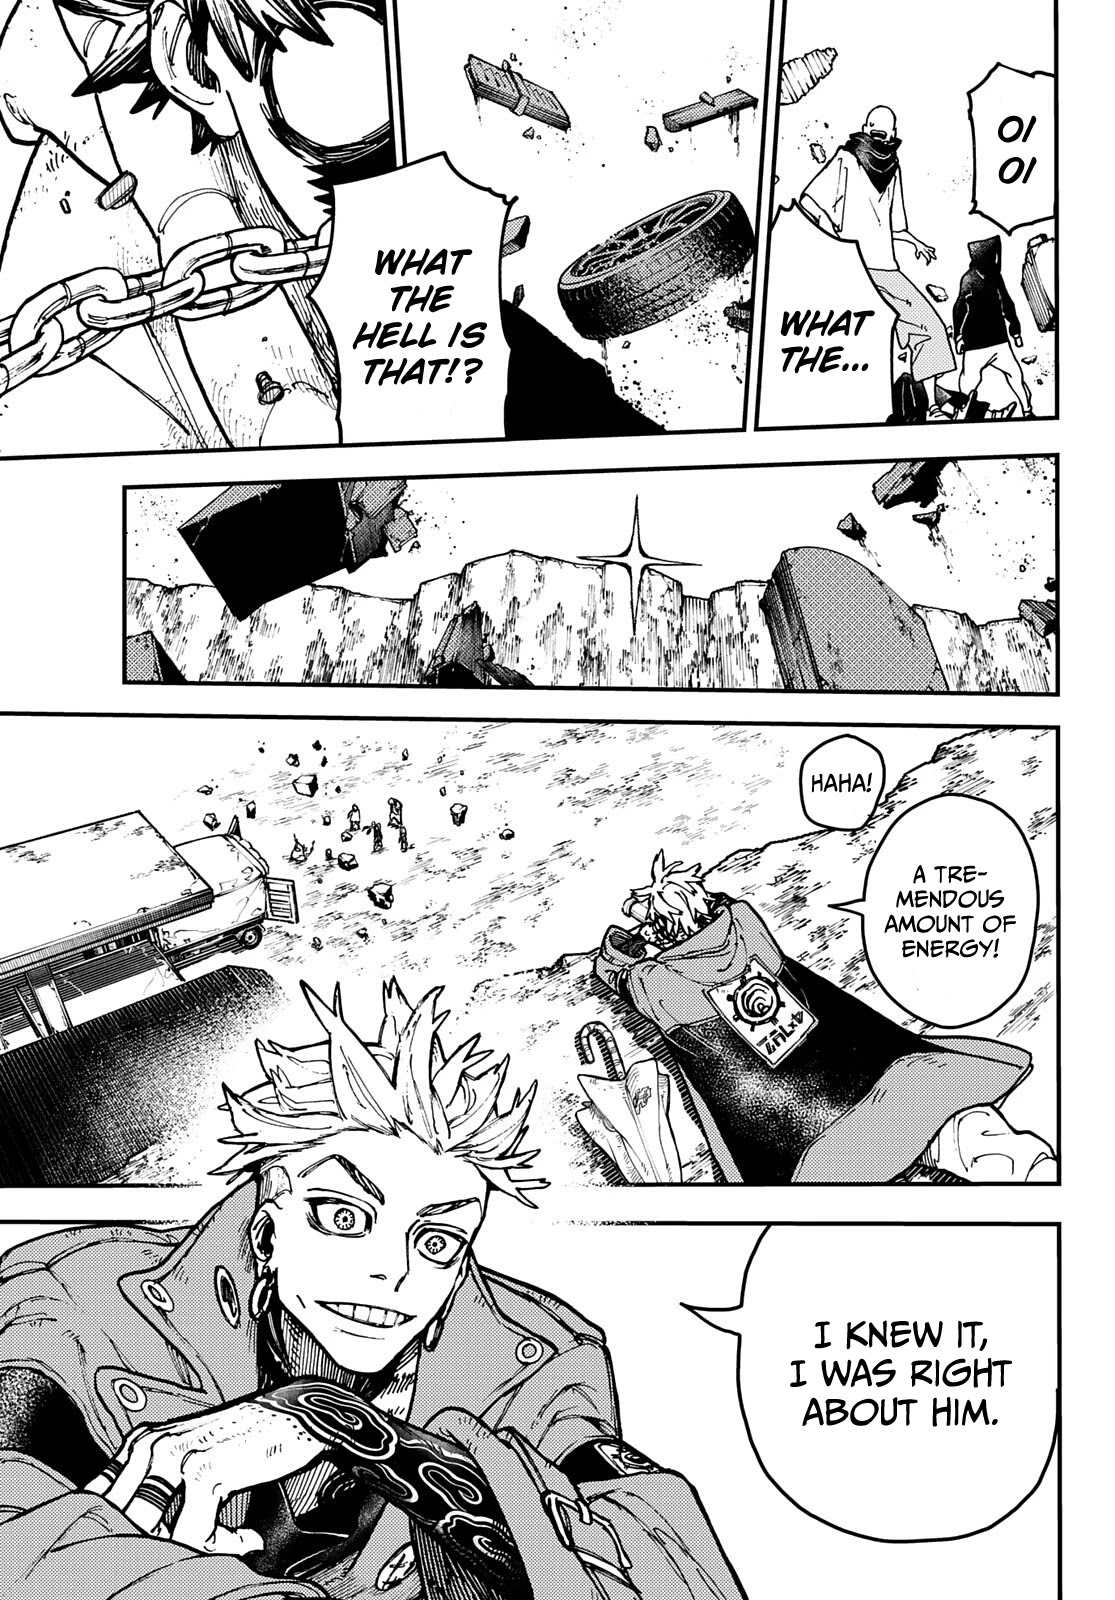 OI
OI
WHAT
THE...
WHAT
THE
HELL IS
THAT!?
HAHA!
A TRE-
MENDOUS
AMOUNT OF
ENERGY!
I KNEW IT,
I WAS RIGHT
ABOUT HIM.